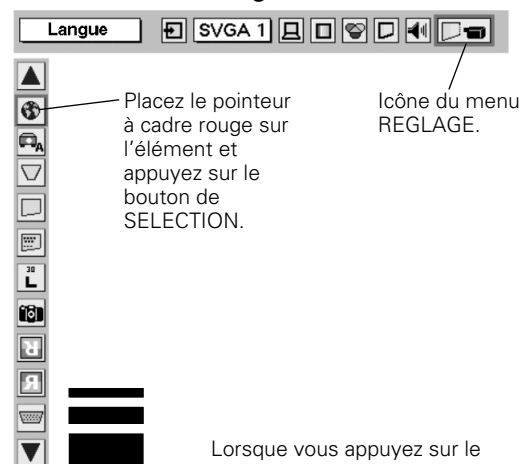 Langue
SVGA 1
Placez le pointeur
à cadre rouge sur
l'élément et
appuyez sur le
bouton de
SELECTION.
Icône du menu
REGLAGE.
A
30
L
R
R
Lorsque vous appuyez sur le